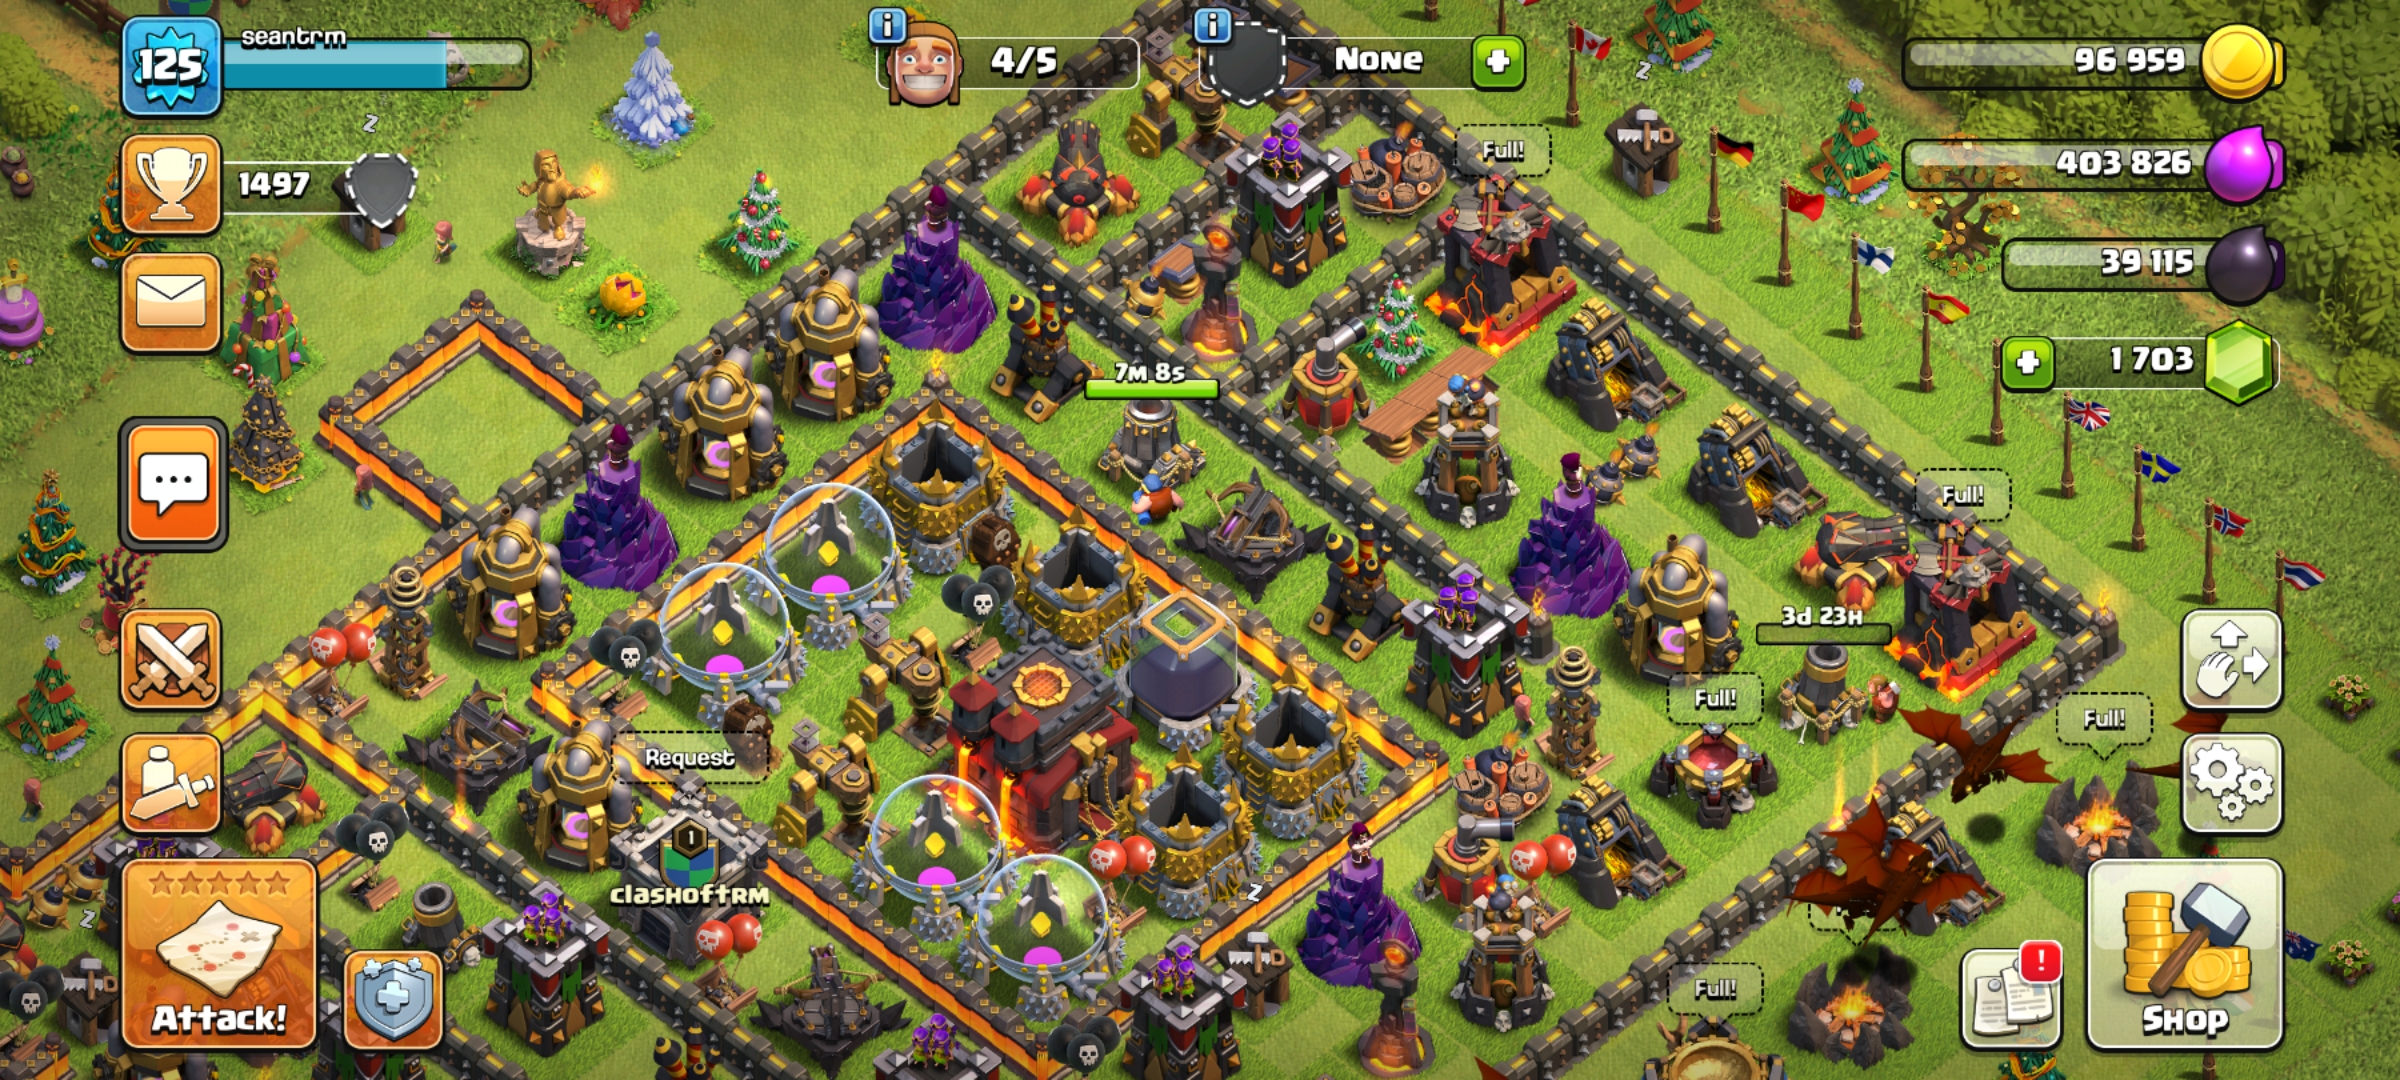 125
seantrm
i
4/5
i
None
+
96 959
Z
Z
1497
Full!
403 826
39 115
+
1 703
7m 8s
Full!
3d 23h
Full!
Full!
Request
1
clashoftrm
Z
Z
!
Full!
Attack!
Shop